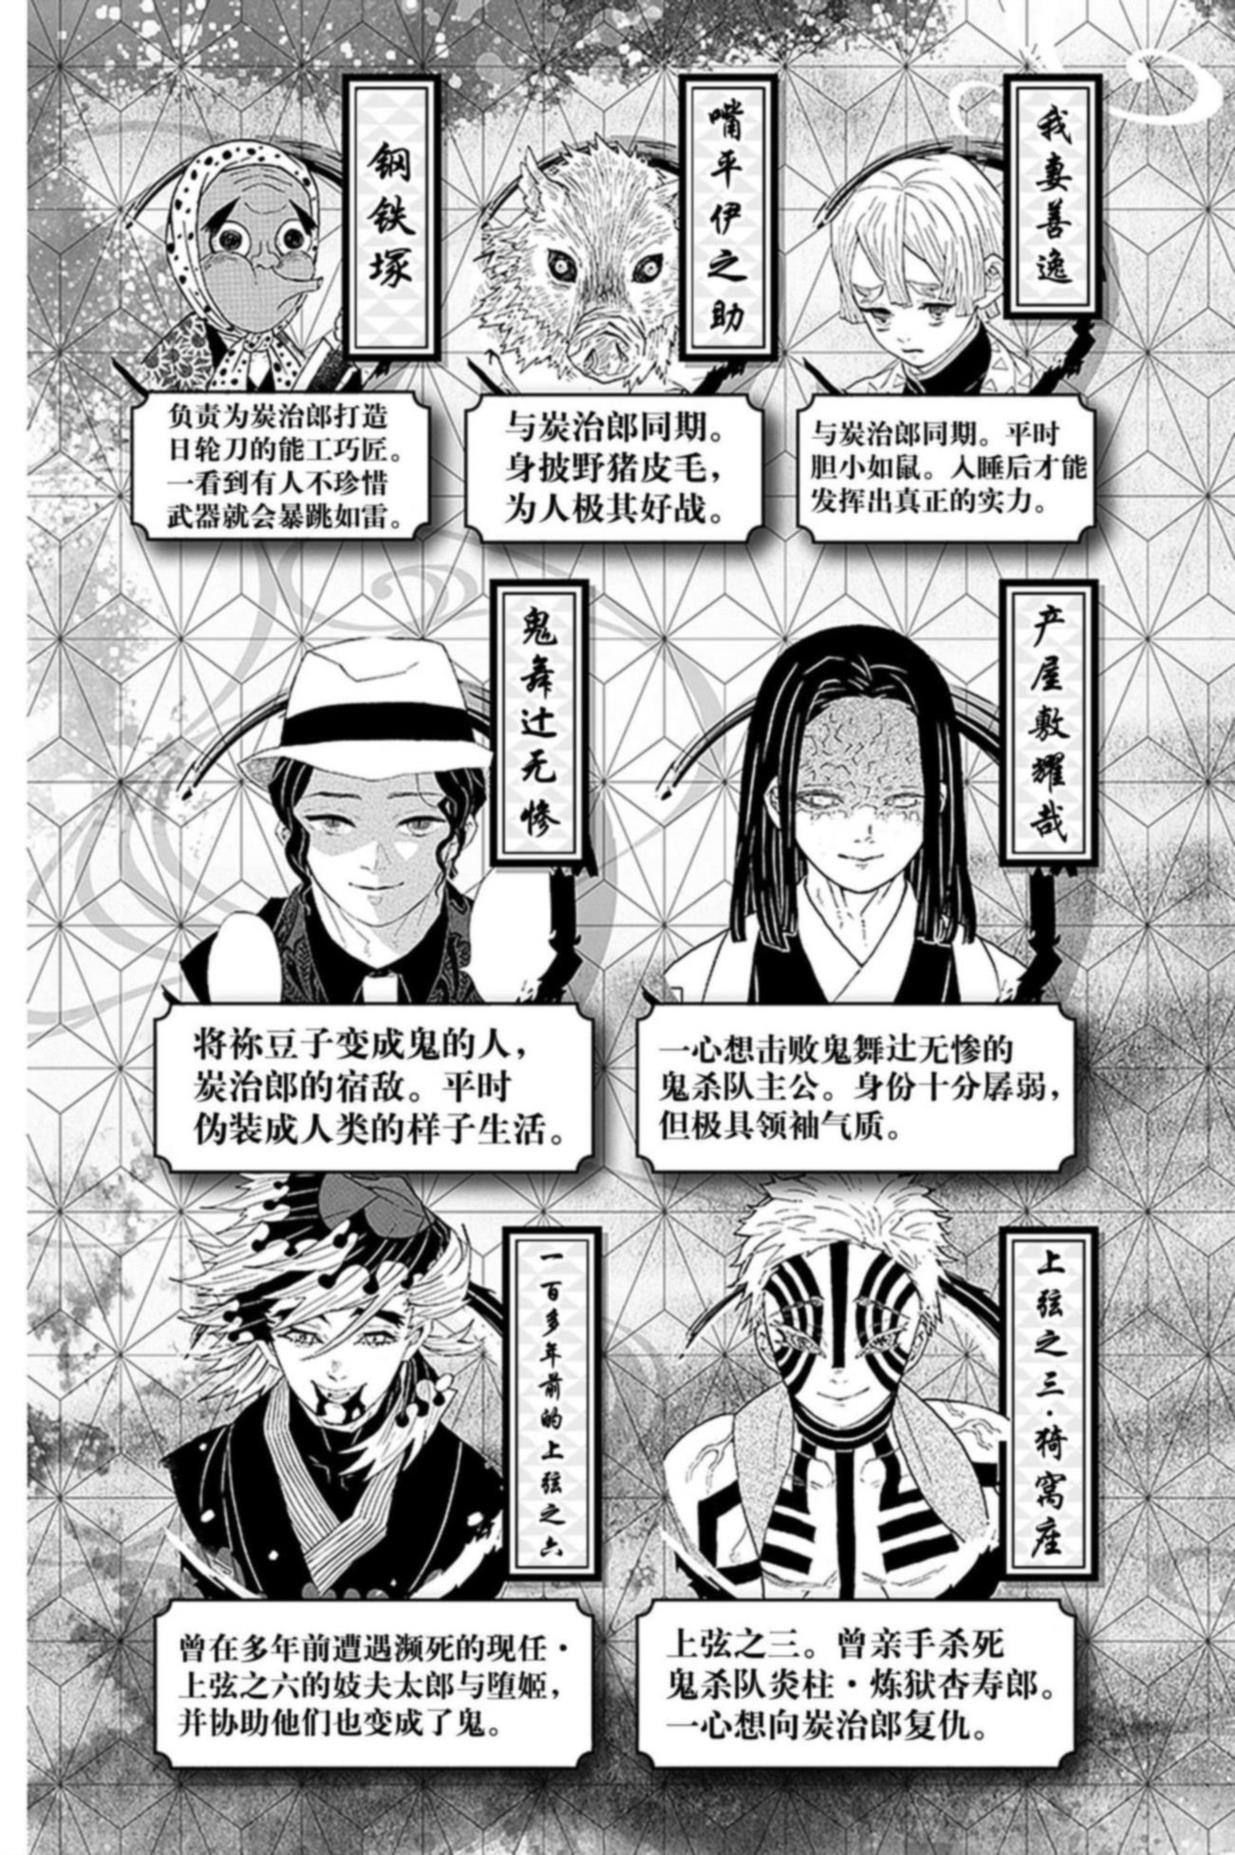 我妻善逸
与炭治郎同期。平时
胆小如鼠。入睡后才能
发挥出真正的实力。
嘴平伊之助
与炭治郎同期。
身披野猪皮毛，
为人极其好战。
钢铁塚
负责为炭治郎打造
日轮刀的能工巧匠。
一看到有人不珍惜
武器就会暴跳如雷。
产屋敷耀哉
一心想击败鬼舞辻无惨的
鬼杀队主公。身份十分孱弱，
但极具领袖气质。
鬼舞辻无惨
将祢豆子变成鬼的人，
炭治郎的宿敌。平时
伪装成人类的样子生活。
上弦之三·猗窝座
上弦之三。曾亲手杀死
鬼杀队炎柱·炼狱杏寿郎。
一心想向炭治郎复仇。
一百多年前的上弦之六
曾在多年前遭遇濒死的现任·
上弦之六的妓夫太郎与堕姬，
并协助他们也变成了鬼。